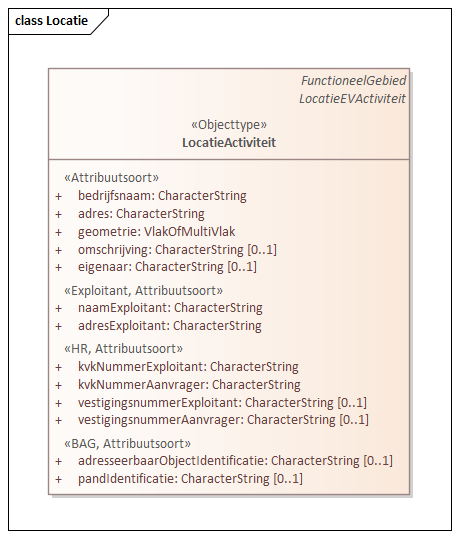 class Locatie
FunctioneelGebied
LocatieEVActiviteit
«Objecttype»
LocatieActiviteit
«Attribuutsoort»
+ bedrijfsnaam: CharacterString
+ adres: CharacterString
+ geometrie: VlakOfMultiVlak
+ omschrijving: CharacterString [0..1]
+ eigenaar: CharacterString [0..1]
«Exploitant, Attribuutsoort»
+ naamExploitant: CharacterString
+ adresExploitant: CharacterString
«HR, Attribuutsoort»
+ kvkNummerExploitant: CharacterString
+ kvkNummerAanvrager: CharacterString
+ vestigingsnummerExploitant: CharacterString [0..1]
+ vestigingsnummerAanvrager: CharacterString [0..1]
«BAG, Attribuutsoort»
+ adresseerbaarObjectIdentificatie: CharacterString [0..1]
+ pandIdentificatie: CharacterString [0..1]